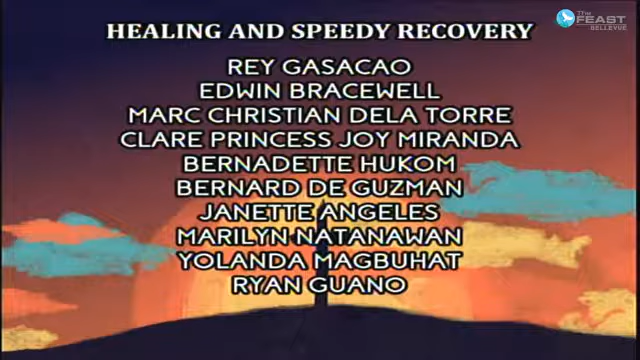 HEALING AND SPEEDY RECOVERY
REY GASACAO
EDWIN BRACEWELL
MARC CHRISTIAN DELA TORRE
CLARE PRINCESS JOY MIRANDA
BERNADETTE HUKOM
BERNARD DE GUZMAN
JANETTE ANGELES
MARILYN NATANAWAN
YOLANDA MAGBUHAT
RYAN GUANO
The
FEAST
BELLEVUE